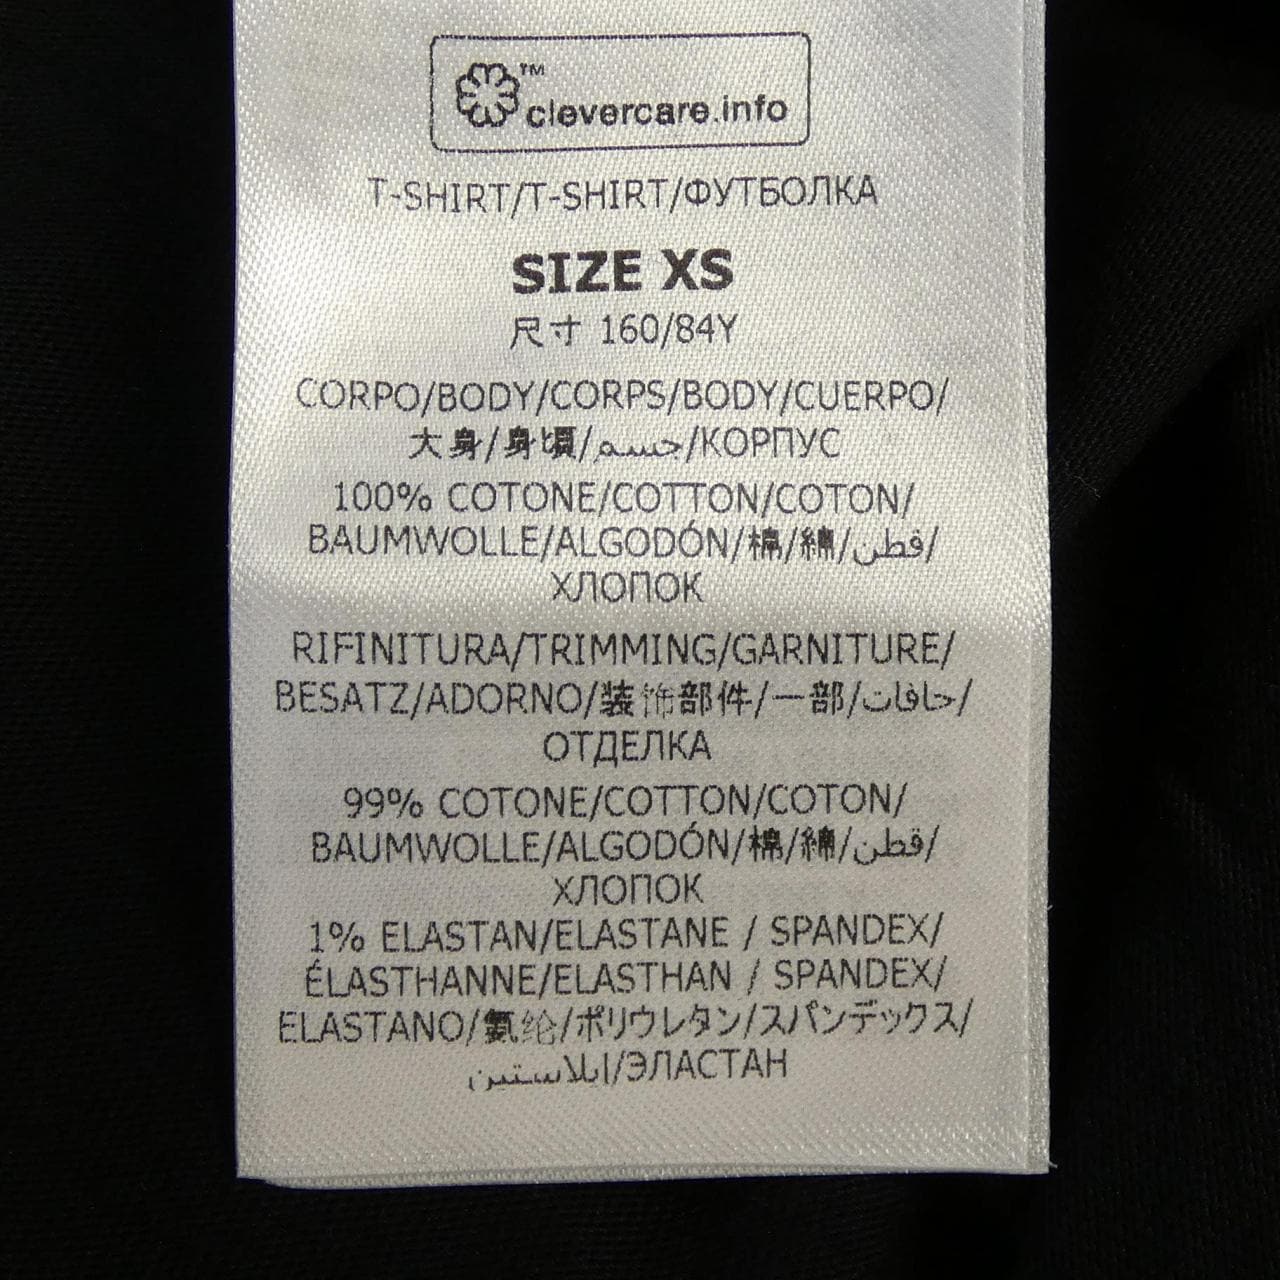 ™
clevercare.info
T-SHIRT/T-SHIRT/ФУТБОЛКА
SIZE XS
尺寸 160/84Y
CORPO/BODY/CORPS/BODY/CUERPO/
大身/身頃/جسم/КОРПУС
100% COTONE/COTTON/COTON/
BAUMWOLLE/ALGODÓN/棉/綿/قطن/
ХЛОПОК
RIFINITURA/TRIMMING/GARNITURE/
BESATZ/ADORNO/装饰部件/一部/حافات/
ОТДЕЛКА
99% COTONE/COTTON/COTON/
BAUMWOLLE/ALGODÓN/棉/綿/قطن/
ХЛОПОК
1% ELASTAN/ELASTANE / SPANDEX/
ÉLASTHANNE/ELASTHAN / SPANDEX/
ELASTANO/氨纶/ポリウレタン/スパンデックス/
ايلاستين/ЭЛАСТАН